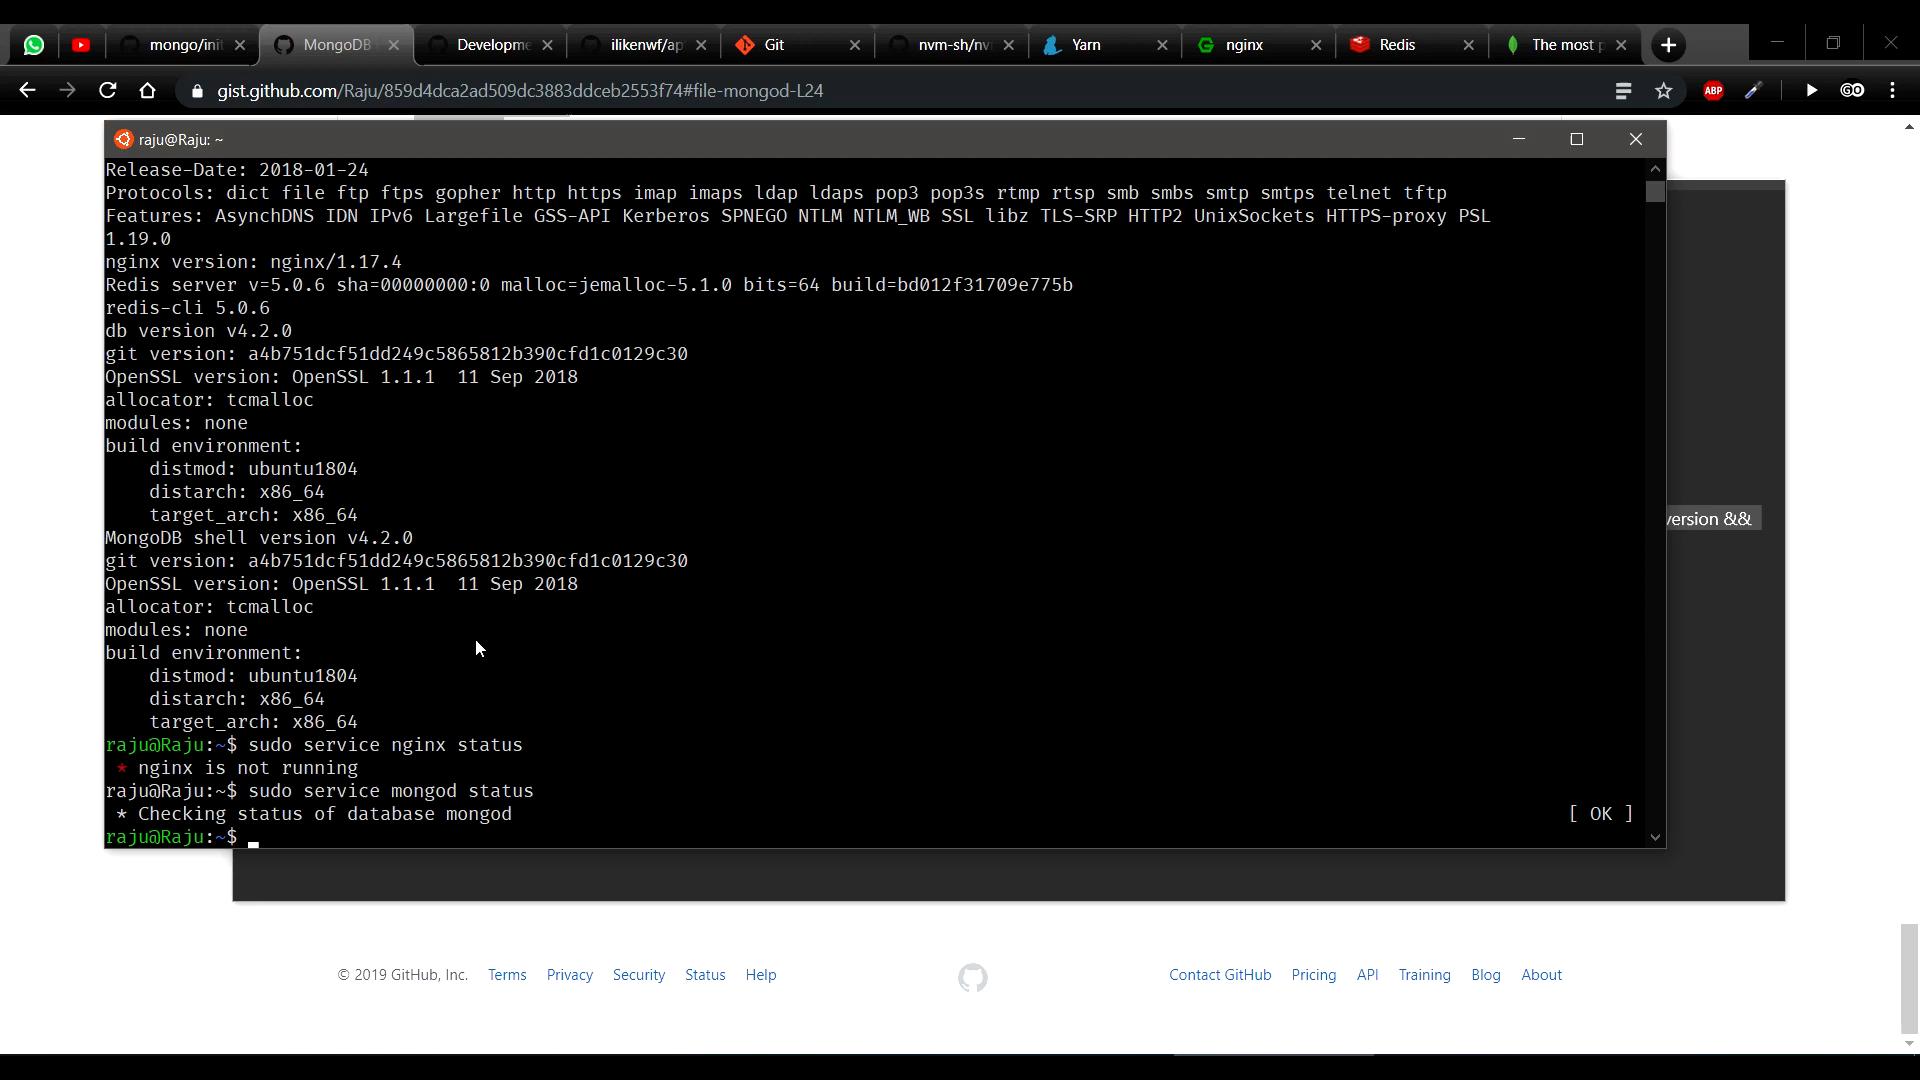 mongo/ini
MongoDB
Developme
ilikenwf/ap
Git
nvm-sh/nv
Yarn
nginx
Redis
The most p
gist.github.com/Raju/859d4dca2ad509dc3883ddceb2553f74#file-mongod-L24
ABP
GO
raju@Raju: ~
Release-Date: 2018-01-24
Protocols: dict file ftp ftps gopher http https imap imaps ldap ldaps pop3 pop3s rtmp rtsp smb smbs smtp smtps telnet tftp
Features: AsynchDNS IDN IPv6 Largefile GSS-API Kerberos SPNEGO NTLM NTLM_WB SSL libz TLS-SRP HTTP2 UnixSockets HTTPS-proxy PSL
1.19.0
nginx version: nginx/1.17.4
Redis server v=5.0.6 sha=00000000:0 malloc=jemalloc-5.1.0 bits=64 build=bd012f31709e775b
redis-cli 5.0.6
db version v4.2.0
git version: a4b751dcf51dd249c5865812b390cfd1c0129c30
OpenSSL version: OpenSSL 1.1.1  11 Sep 2018
allocator: tcmalloc
modules: none
build environment:
    distmod: ubuntu1804
    distarch: x86_64
    target_arch: x86_64
MongoDB shell version v4.2.0
git version: a4b751dcf51dd249c5865812b390cfd1c0129c30
OpenSSL version: OpenSSL 1.1.1  11 Sep 2018
allocator: tcmalloc
modules: none
build environment:
    distmod: ubuntu1804
    distarch: x86_64
    target_arch: x86_64
raju@Raju:~$ sudo service nginx status
 * nginx is not running
raju@Raju:~$ sudo service mongod status
 * Checking status of database mongod [ OK ]
raju@Raju:~$
version &&
© 2019 GitHub, Inc. Terms Privacy Security Status Help Contact GitHub Pricing API Training Blog About